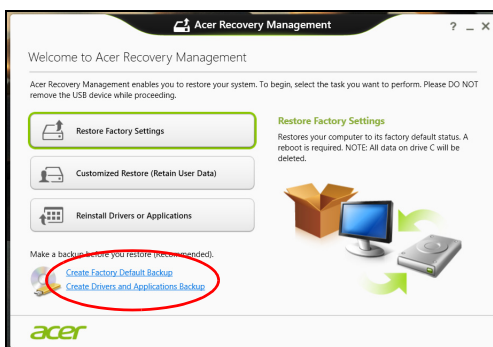 Acer Recovery Management
? _ X
Welcome to Acer Recovery Management
Acer Recovery Management enables you to restore your system. To begin, select the task you want to perform. Please DO NOT
remove the USB device while proceeding.
Restore Factory Settings
Customized Restore (Retain User Data)
Reinstall Drivers or Applications
Restore Factory Settings
Restores your computer to its factory default status. A
reboot is required. NOTE: All data on drive C will be
deleted.
Make a backup before you restore (Recommended).
Create Factory Default Backup
Create Drivers and Applications Backup
acer